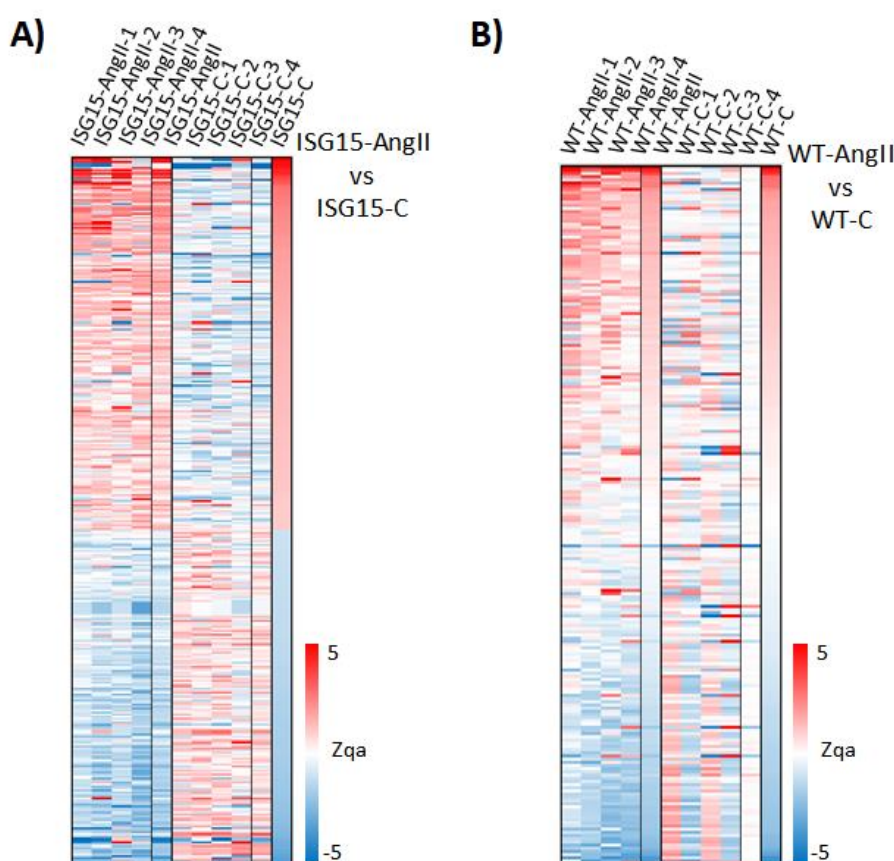 A)
ISG15-AngII-1
ISG15-AngII-2
ISG15-AngII-3
ISG15-AngII-4
ISG15-AngII
ISG15-C-1
ISG15-C-2
ISG15-C-3
ISG15-C-4
ISG15-C
ISG15-AngII
vs
ISG15-C
5
Zqa
-5
B)
WT-AngII-1
WT-AngII-2
WT-AngII-3
WT-AngII-4
WT-AngII
WT-C-1
WT-C-2
WT-C-3
WT-C-4
WT-C
WT-AngII
vs
WT-C
5
Zqa
-5